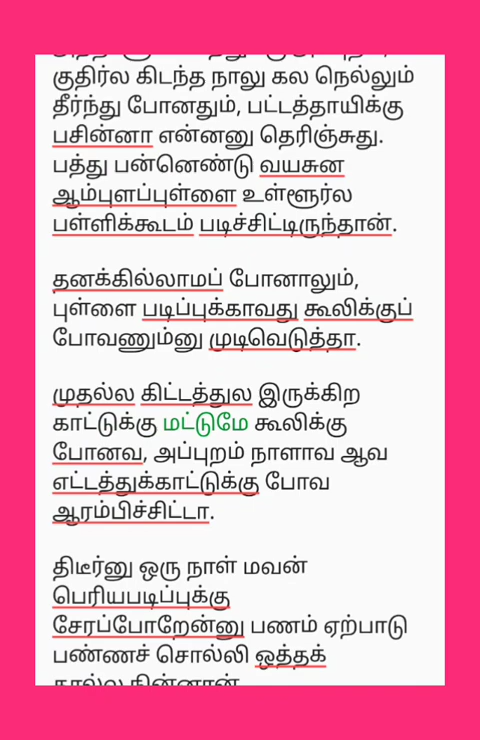 குதிர்ல கிடந்த நாலு கல நெல்லும்
தீர்ந்து போனதும், பட்டத்தாயிக்கு
பசின்னா என்னனு தெரிஞ்சுது.
பத்து பன்னெண்டு வயசுன
ஆம்புளப்புள்ளை உள்ளூர்ல
பள்ளிக்கூடம் படிச்சிட்டிருந்தான்.
தனக்கில்லாமப் போனாலும்,
புள்ளை படிப்புக்காவது கூலிக்குப்
போவணும்னு முடிவெடுத்தா.
முதல்ல கிட்டத்துல இருக்கிற
காட்டுக்கு மட்டுமே கூலிக்கு
போனவ, அப்புறம் நாளாவ ஆவ
எட்டத்துக்காட்டுக்கு போவ
ஆரம்பிச்சிட்டா.
திடீர்னு ஒரு நாள் மவன்
பெரியபடிப்புக்கு
சேரப்போறேன்னு பணம் ஏற்பாடு
பண்ணச் சொல்லி ஒத்தக்